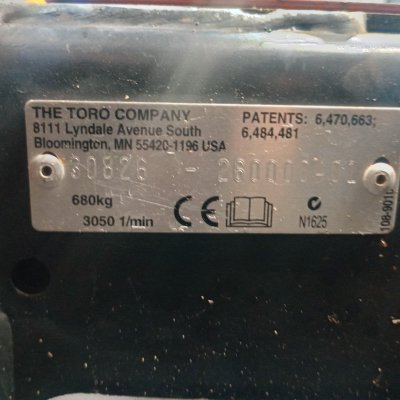 THE TORO COMPANY
8111 Lyndale Avenue South
Bloomington, MN 55420-1196 USA
PATENTS: 6,470,663;
6,484,481
680kg
3050 1/min
CE
N1625